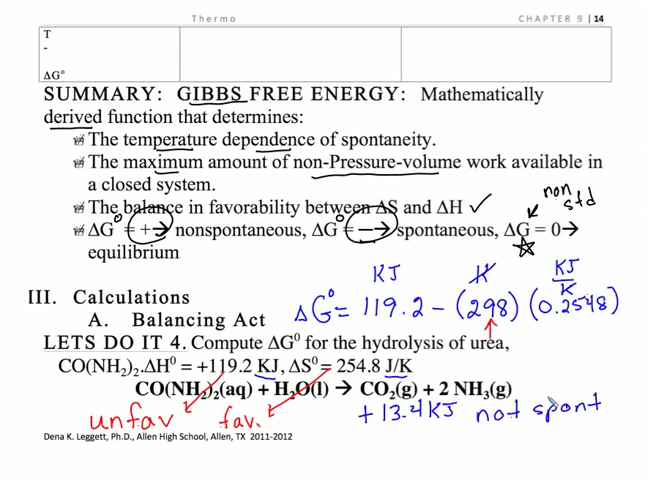 Thermo CHAPTER 9 | 14
T
-
ΔG°
SUMMARY: GIBBS FREE ENERGY: Mathematically
derived function that determines:
The temperature dependence of spontaneity.
The maximum amount of non-Pressure-volume work available in
a closed system.
non
std
The balance in favorability between ΔS and ΔH ✓
ΔG° = +→ nonspontaneous, ΔG° = −→ spontaneous, ΔG = 0→
equilibrium
KJ K KJ/K
III. Calculations ΔG° = 119.2 − (298) (0.2548)
A. Balancing Act
LETS DO IT 4. Compute ΔG° for the hydrolysis of urea,
CO(NH₂)₂.ΔH° = +119.2 KJ, ΔS° = 254.8 J/K
CO(NH₂)₂(aq) + H₂O(l) → CO₂(g) + 2 NH₃(g)
unfav fav. +13.4 KJ not spont
Dena K. Leggett, Ph.D., Allen High School, Allen, TX 2011-2012